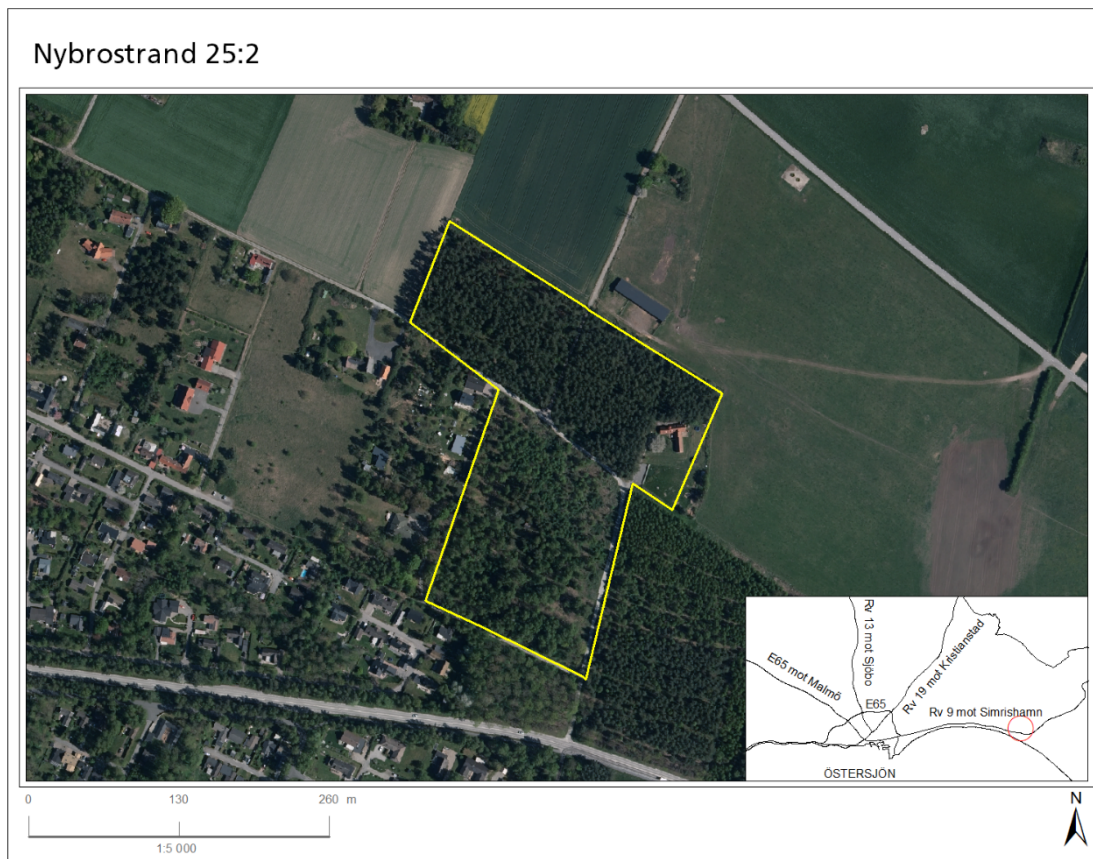 Nybrostrand 25:2
Rv 13 mot Sjöbo
Rv 19 mot Kristianstad
E65 mot Malmö
E65
Rv 9 mot Simrishamn
ÖSTERSJÖN
0 130 260 m
1:5 000
N